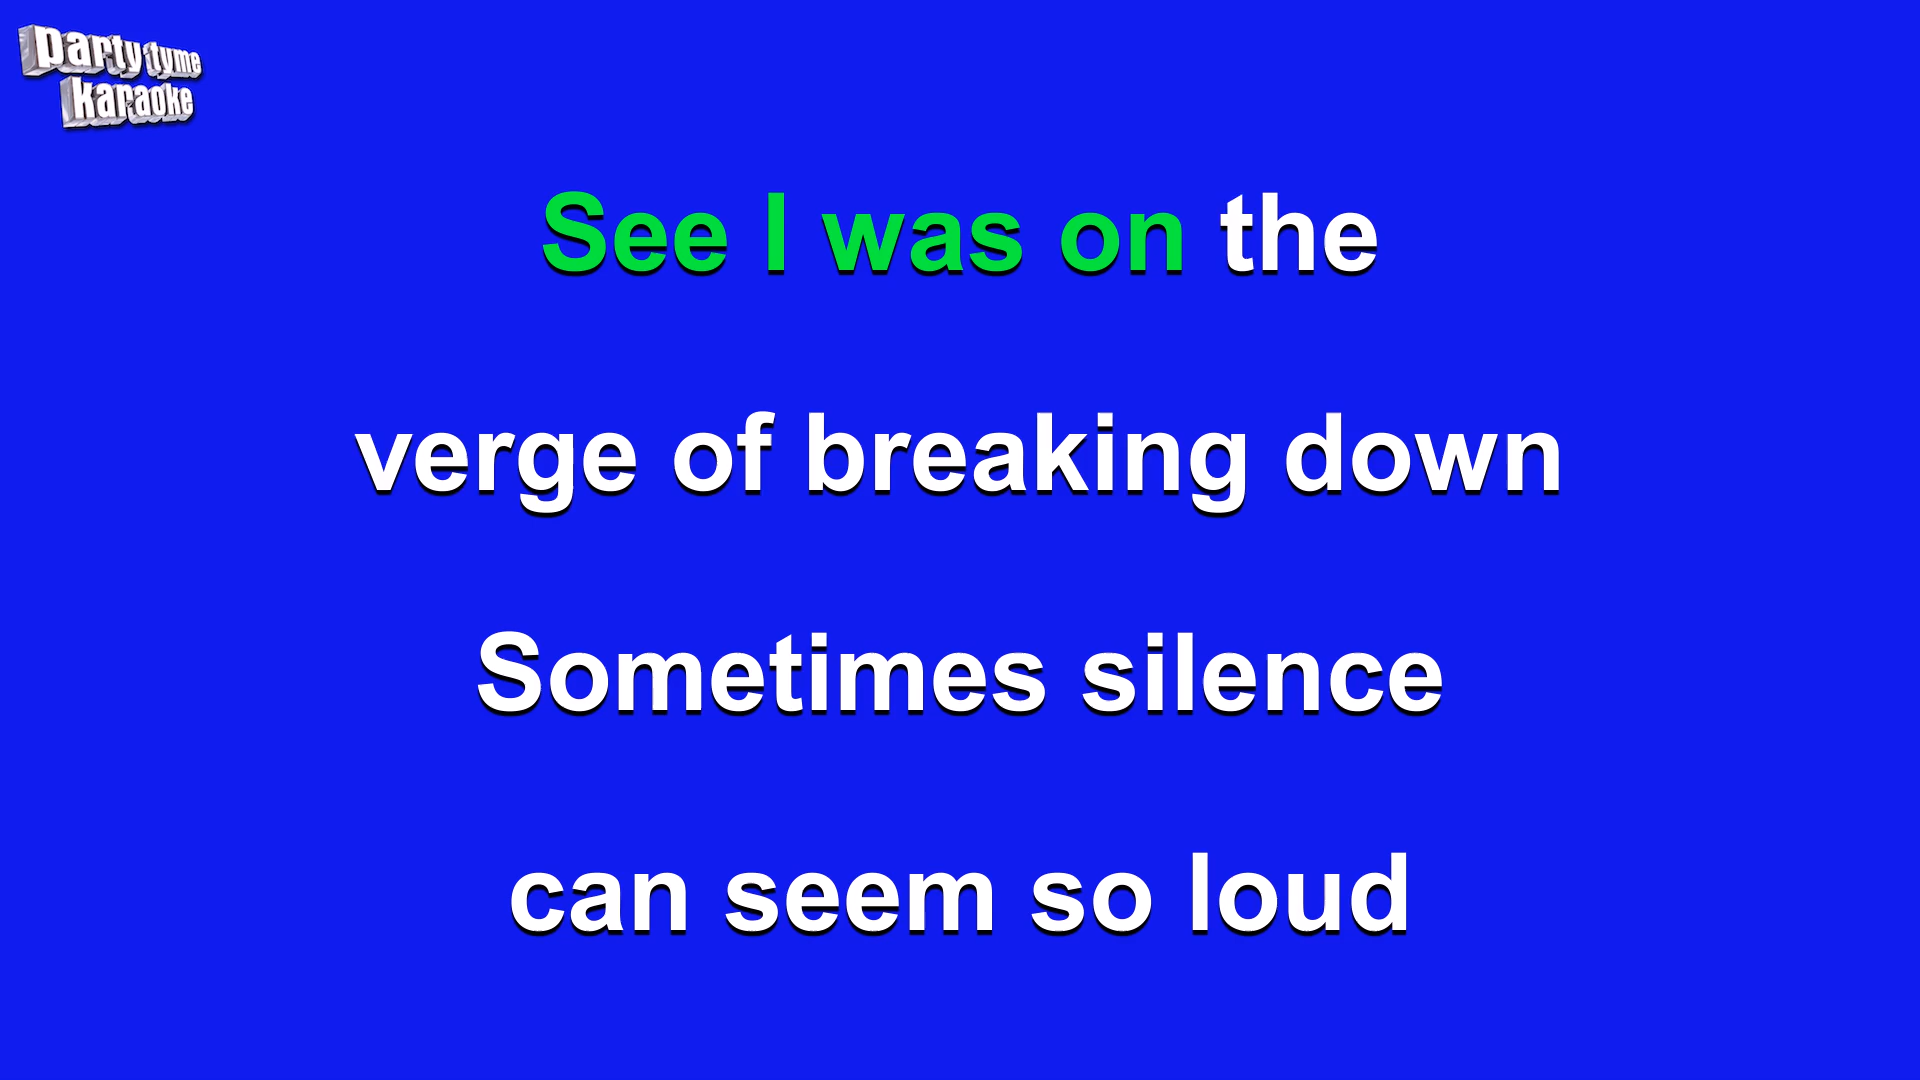 party tyme
karaoke
See I was on the
verge of breaking down
Sometimes silence
can seem so loud